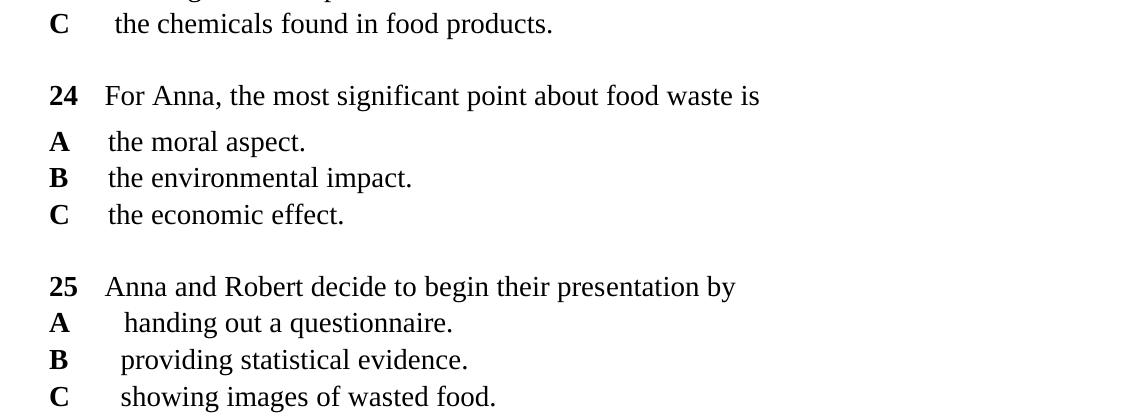 C the chemicals found in food products.
24 For Anna, the most significant point about food waste is
A the moral aspect.
B the environmental impact.
C the economic effect.
25 Anna and Robert decide to begin their presentation by
A handing out a questionnaire.
B providing statistical evidence.
C showing images of wasted food.